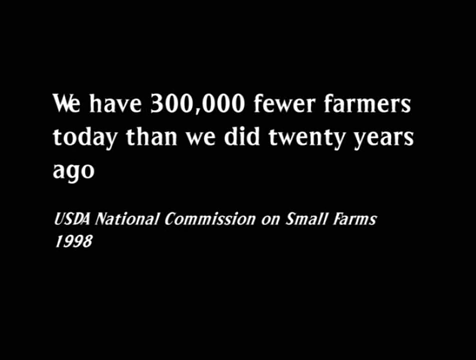 We have 300,000 fewer farmers
today than we did twenty years
ago
USDA National Commission on Small Farms
1998